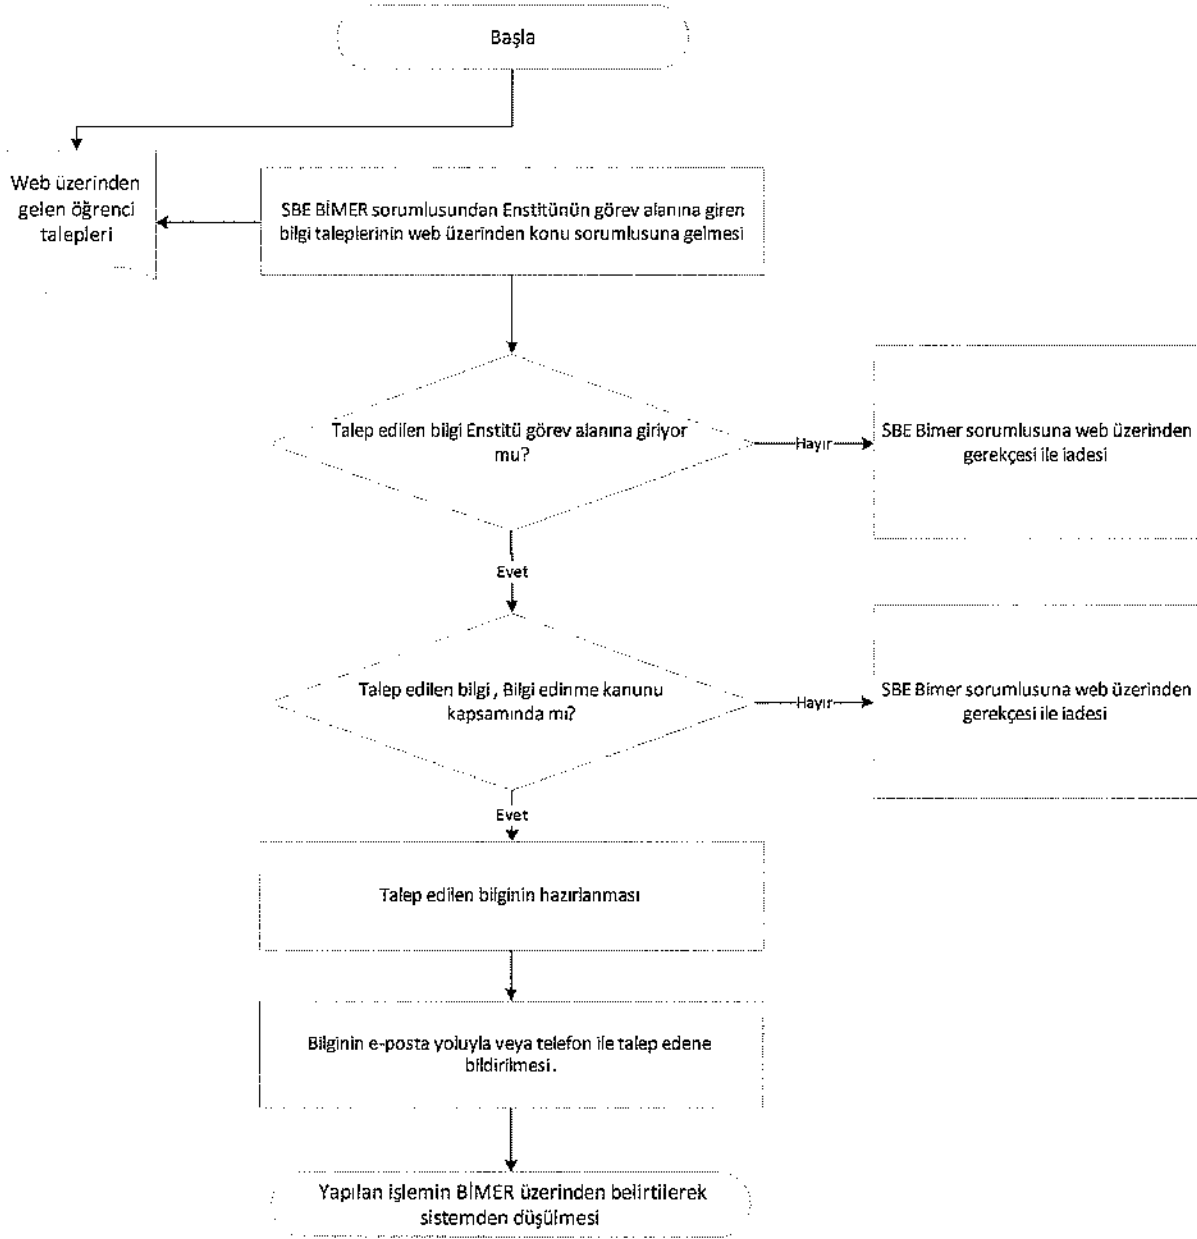 Başla
Web üzerinden
gelen öğrenci
talepleri
SBE BİMER sorumlusundan Enstitünün görev alanına giren
bilgi taleplerinin web üzerinden konu sorumlusuna gelmesi
Talep edilen bilgi Enstitü görev alanına giriyor
mu?
Hayır
SBE Bimer sorumlusuna web üzerinden
gerekçesi ile iadesi
Evet
Talep edilen bilgi , Bilgi edinme kanunu
kapsamında mı?
Hayır
SBE Bimer sorumlusuna web üzerinden
gerekçesi ile iadesi
Evet
Talep edilen bilginin hazırlanması
Bilginin e-posta yoluyla veya telefon ile talep edene
bildirilmesi.
Yapılan işlemin BİMER üzerinden belirtilerek
sistemden düşülmesi